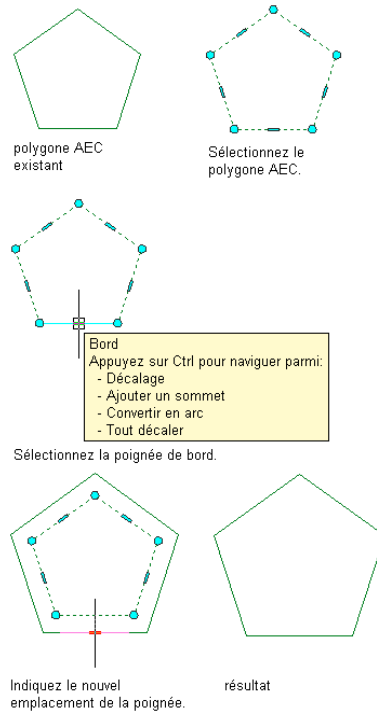 polygone AEC
existant
Sélectionnez le
polygone AEC.
Bord
Appuyez sur Ctrl pour naviguer parmi:
- Décalage
- Ajouter un sommet
- Convertir en arc
- Tout décaler
Sélectionnez la poignée de bord.
Indiquez le nouvel
emplacement de la poignée.
résultat